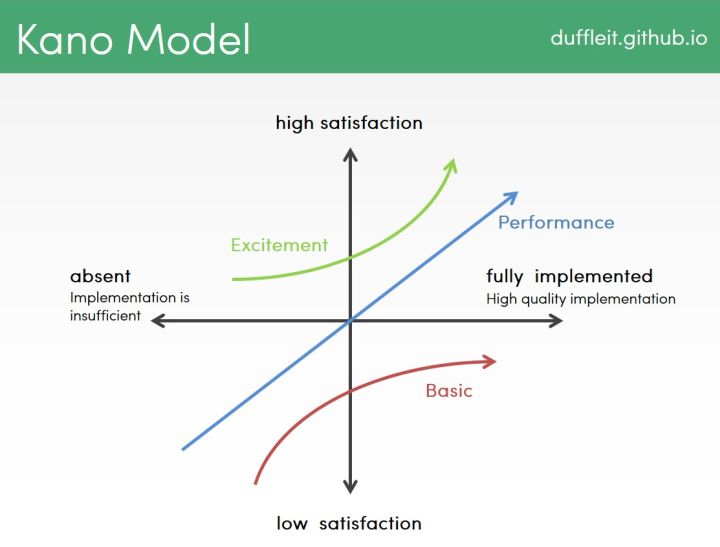 Kano Model
duffleit.github.io
high satisfaction
Performance
Excitement
absent
Implementation is
insufficient
fully implemented
High quality implementation
Basic
low satisfaction